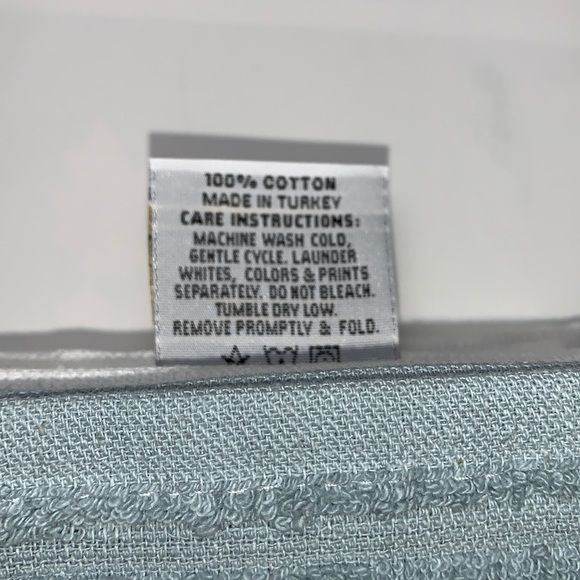 100% COTTON
MADE IN TURKEY
CARE INSTRUCTIONS:
MACHINE WASH COLD,
GENTLE CYCLE. LAUNDER
WHITES, COLORS & PRINTS
SEPARATELY. DO NOT BLEACH.
TUMBLE DRY LOW.
REMOVE PROMPTLY & FOLD.